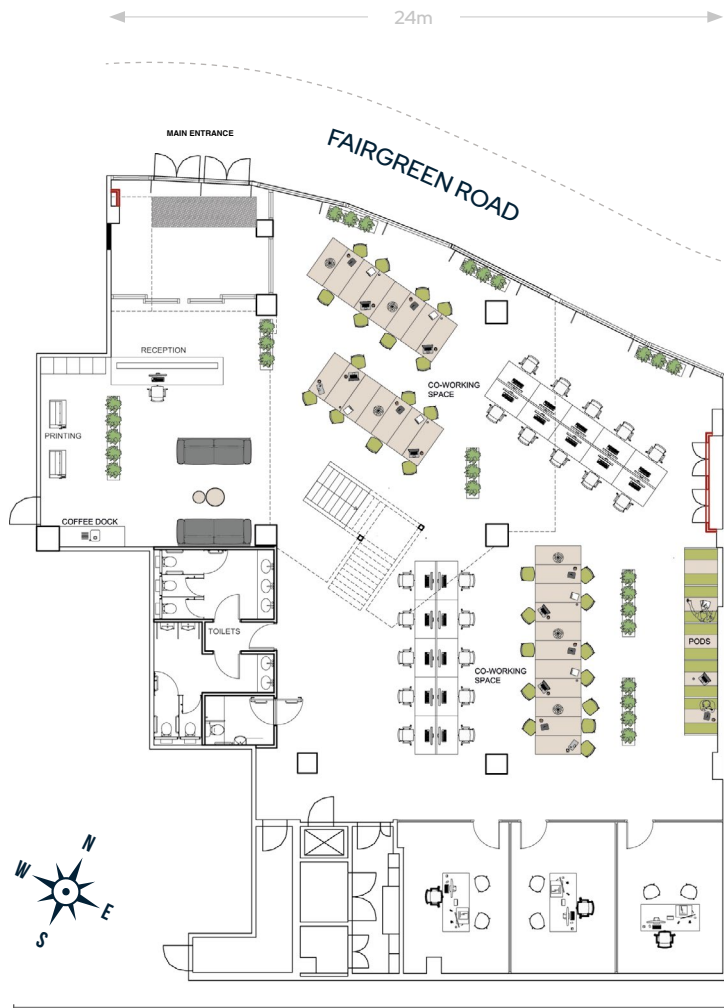 24m
MAIN ENTRANCE
FAIRGREEN ROAD
RECEPTION
CO-WORKING
SPACE
PRINTING
COFFEE DOCK
TOILETS
PODS
CO-WORKING
SPACE
N
W
E
S